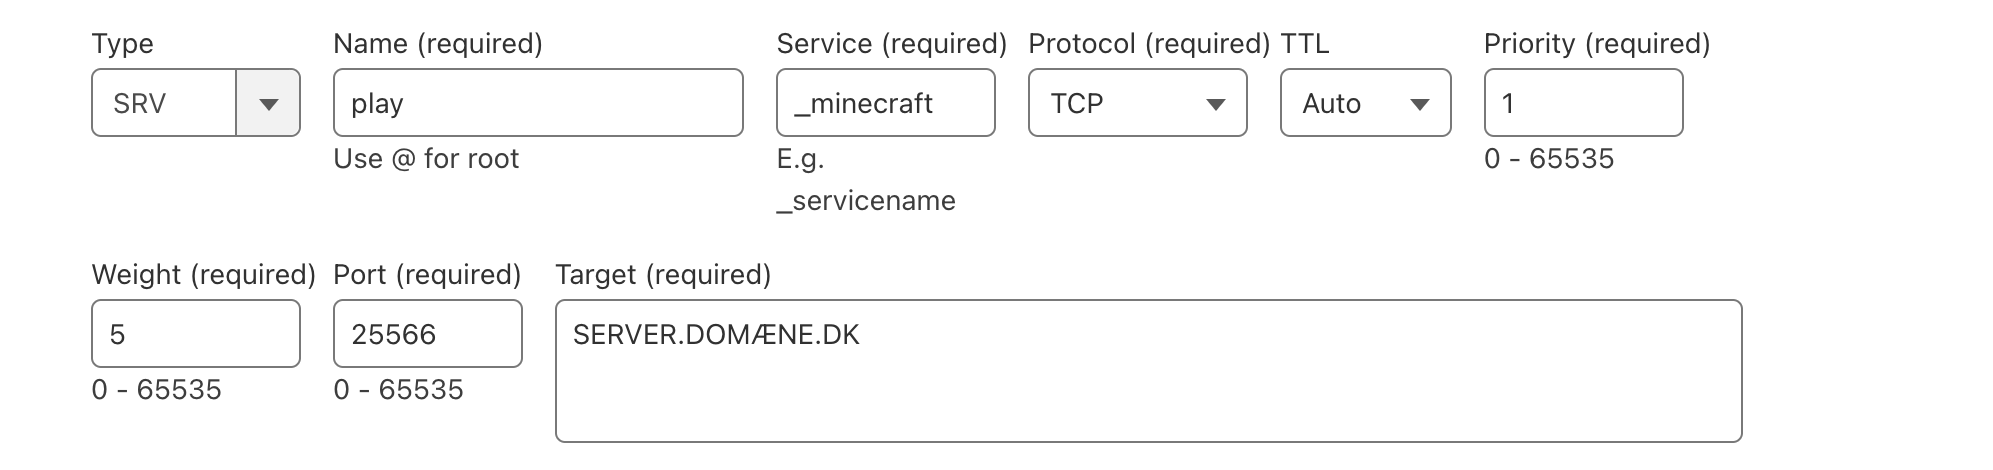 Type Name (required) Service (required) Protocol (required) TTL Priority (required)
SRV play _minecraft TCP Auto 1
Use @ for root E.g. 0 - 65535
_servicename
Weight (required) Port (required) Target (required)
5 25566 SERVER.DOMÆNE.DK
0 - 65535 0 - 65535